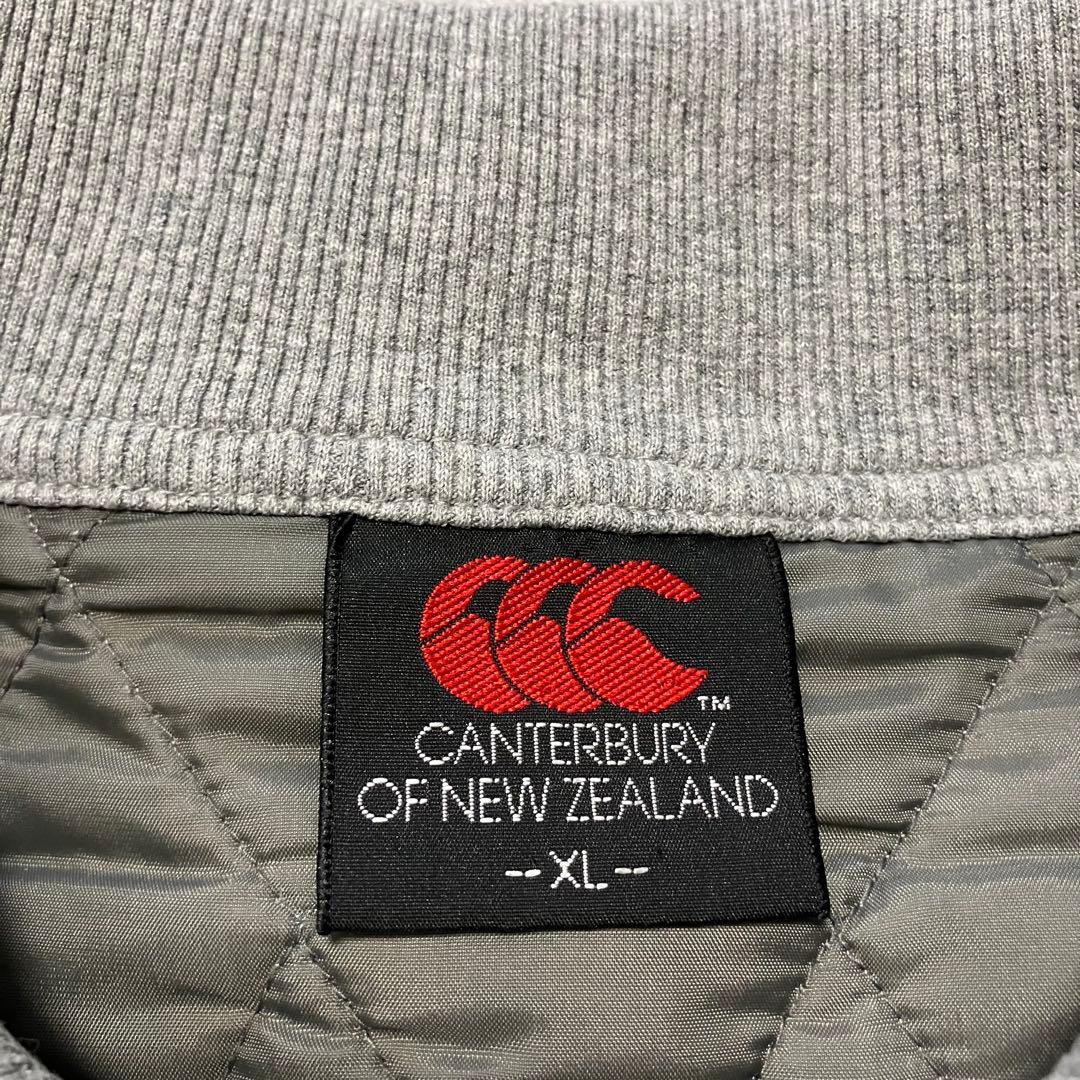 TM
CANTERBURY
OF NEW ZEALAND
-- XL --